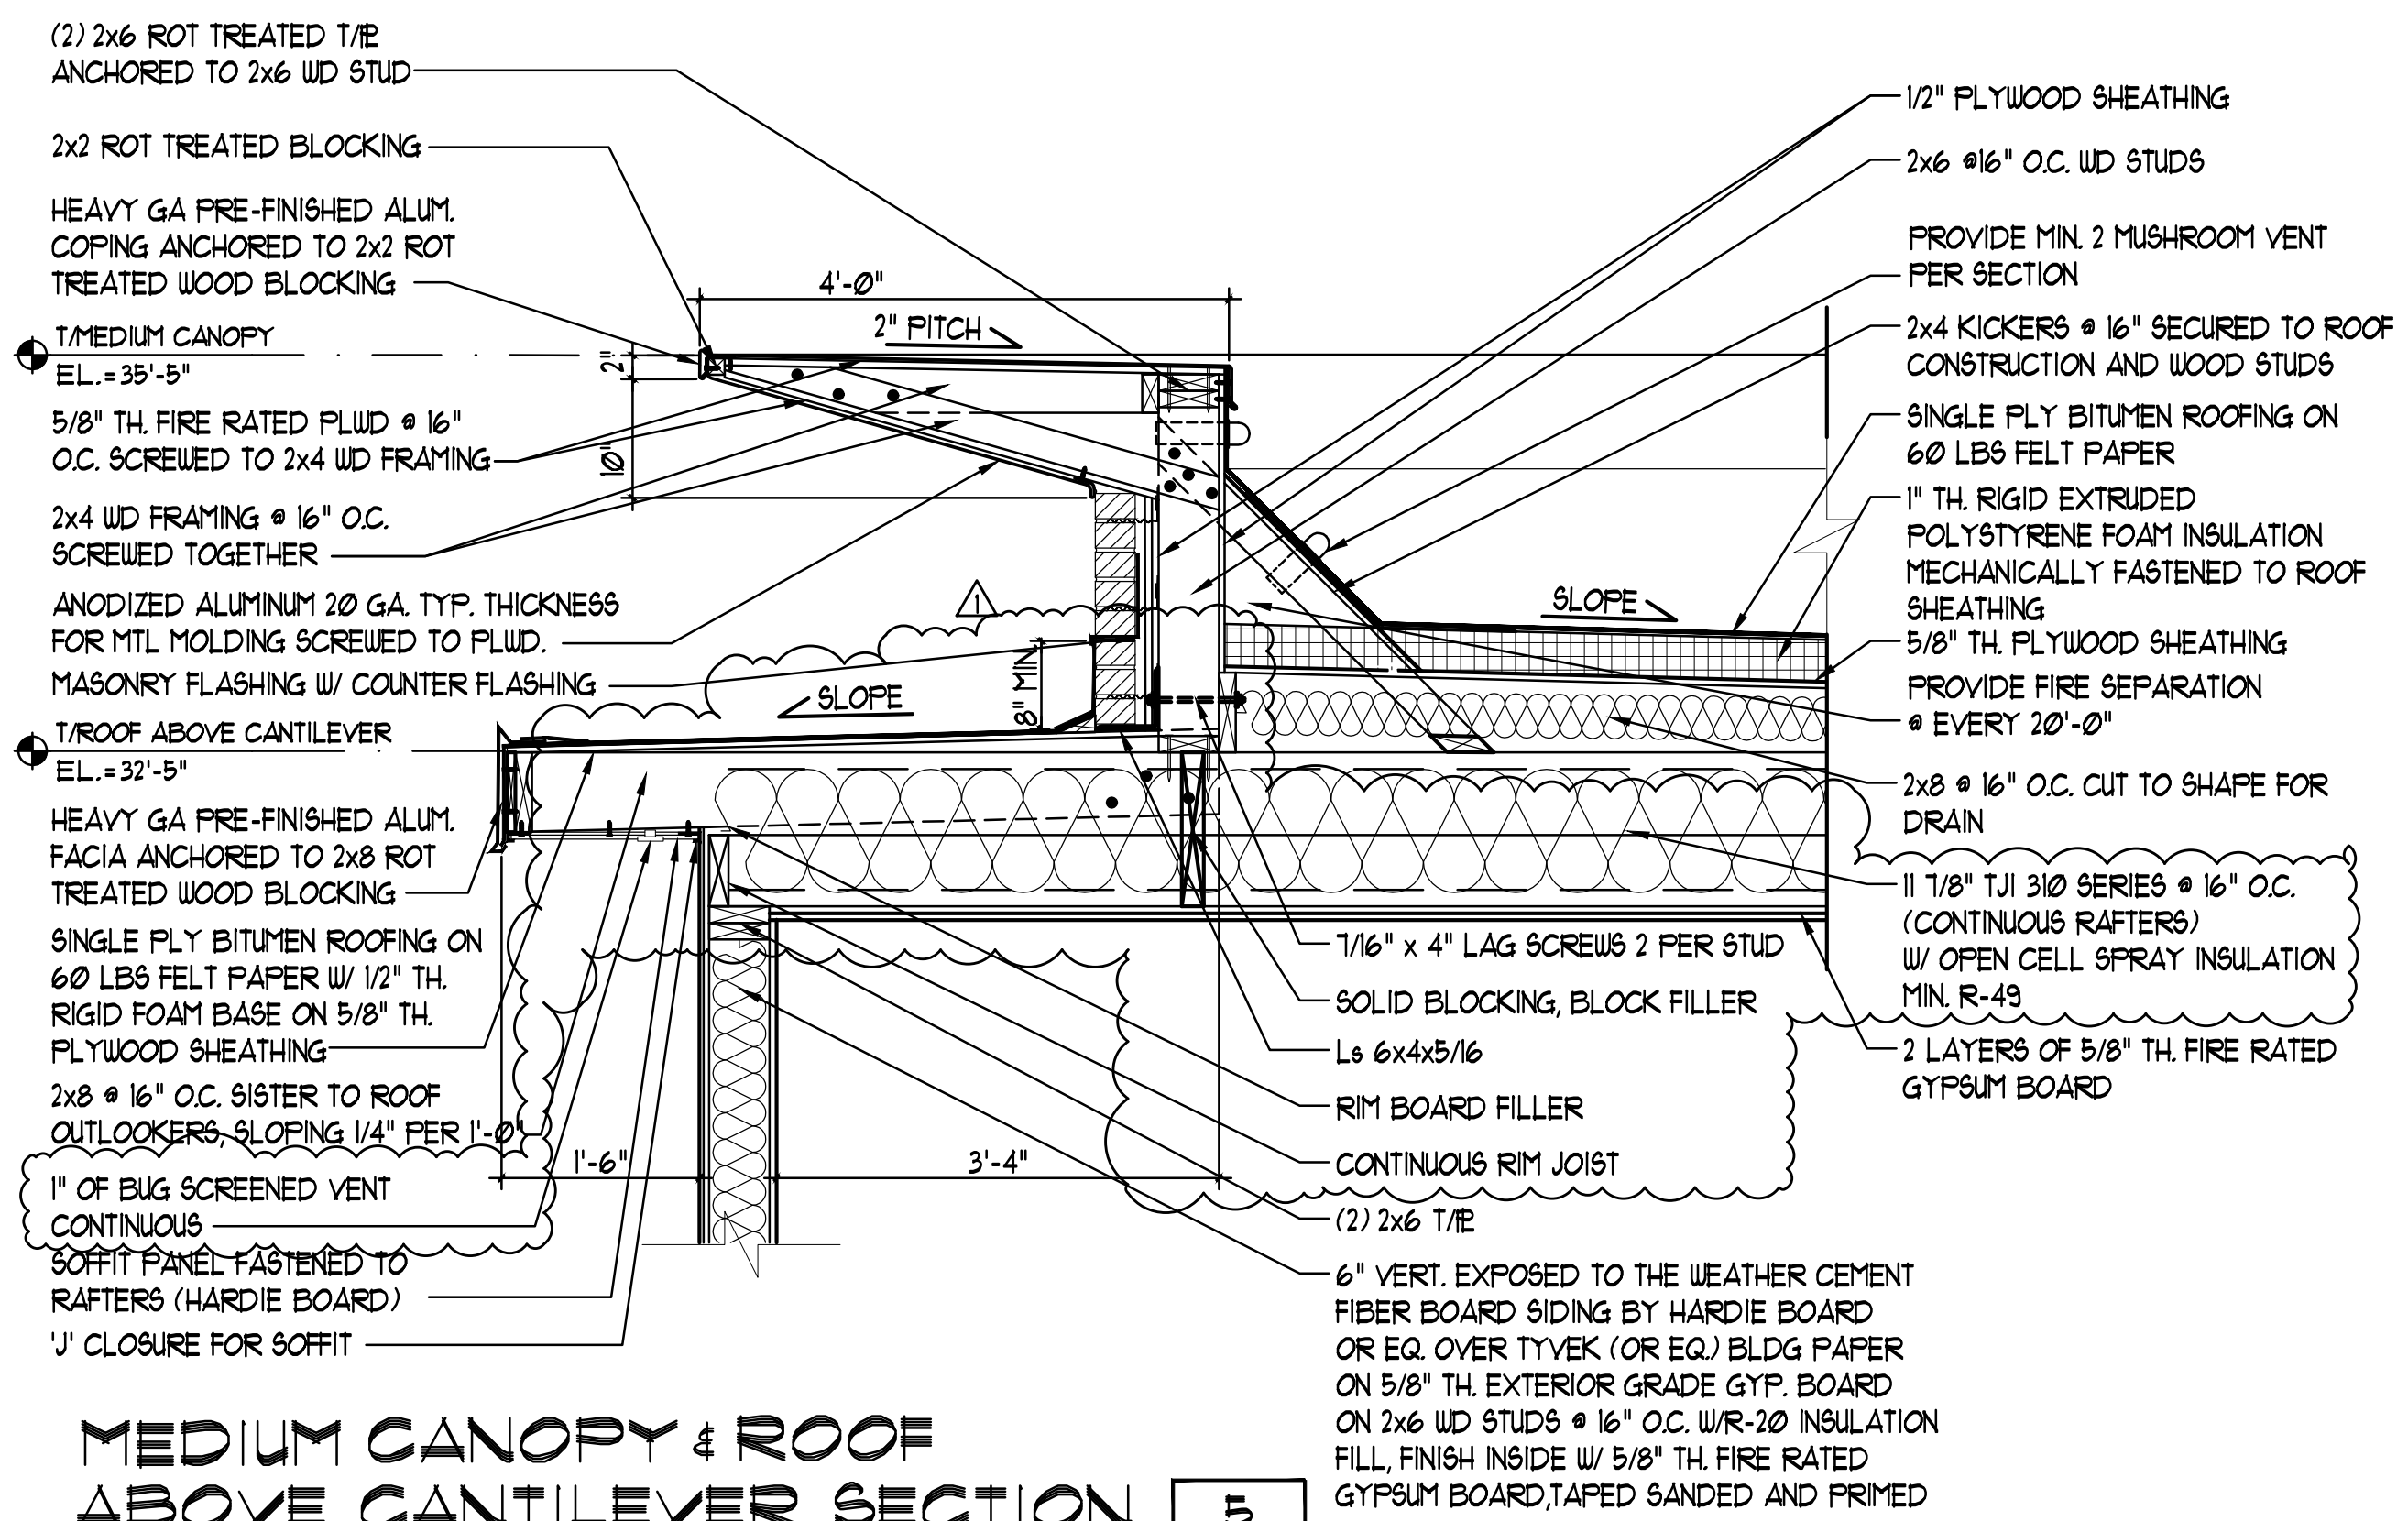 (2) 2x6 ROT TREATED T/PL
ANCHORED TO 2x6 WD STUD
2x2 ROT TREATED BLOCKING
HEAVY GA PRE-FINISHED ALUM.
COPING ANCHORED TO 2x2 ROT
TREATED WOOD BLOCKING
T/MEDIUM CANOPY
EL.=35'-5"
5/8" TH. FIRE RATED PLWD @ 16"
O.C. SCREWED TO 2x4 WD FRAMING
2x4 WD FRAMING @ 16" O.C.
SCREWED TOGETHER
ANODIZED ALUMINUM 20 GA. TYP. THICKNESS
FOR MTL MOLDING SCREWED TO PLWD.
MASONRY FLASHING W/ COUNTER FLASHING
T/ROOF ABOVE CANTILEVER
EL.=32'-5"
HEAVY GA PRE-FINISHED ALUM.
FACIA ANCHORED TO 2x8 ROT
TREATED WOOD BLOCKING
SINGLE PLY BITUMEN ROOFING ON
60 LBS FELT PAPER W/ 1/2" TH.
RIGID FOAM BASE ON 5/8" TH.
PLYWOOD SHEATHING
2x8 @ 16" O.C. SISTER TO ROOF
OUTLOOKERS, SLOPING 1/4" PER 1'-0"
1" OF BUG SCREENED VENT
CONTINUOUS
SOFFIT PANEL FASTENED TO
RAFTERS (HARDIE BOARD)
'J' CLOSURE FOR SOFFIT
4'-0"
2" PITCH
2"
10"
1
8" MIN.
SLOPE
SLOPE
1'-6"
3'-4"
1/2" PLYWOOD SHEATHING
2x6 @16" O.C. WD STUDS
PROVIDE MIN. 2 MUSHROOM VENT
PER SECTION
2x4 KICKERS @ 16" SECURED TO ROOF
CONSTRUCTION AND WOOD STUDS
SINGLE PLY BITUMEN ROOFING ON
60 LBS FELT PAPER
1" TH. RIGID EXTRUDED
POLYSTYRENE FOAM INSULATION
MECHANICALLY FASTENED TO ROOF
SHEATHING
5/8" TH. PLYWOOD SHEATHING
PROVIDE FIRE SEPARATION
@ EVERY 20'-0"
2x8 @ 16" O.C. CUT TO SHAPE FOR
DRAIN
11 7/8" TJI 310 SERIES @ 16" O.C.
(CONTINUOUS RAFTERS)
W/ OPEN CELL SPRAY INSULATION
MIN. R-49
2 LAYERS OF 5/8" TH. FIRE RATED
GYPSUM BOARD
7/16" x 4" LAG SCREWS 2 PER STUD
SOLID BLOCKING, BLOCK FILLER
Ls 6x4x5/16
RIM BOARD FILLER
CONTINUOUS RIM JOIST
(2) 2x6 T/PL
6" VERT. EXPOSED TO THE WEATHER CEMENT
FIBER BOARD SIDING BY HARDIE BOARD
OR EQ. OVER TYVEK (OR EQ.) BLDG PAPER
ON 5/8" TH. EXTERIOR GRADE GYP. BOARD
ON 2x6 WD STUDS @ 16" O.C. W/R-20 INSULATION
FILL, FINISH INSIDE W/ 5/8" TH. FIRE RATED
GYPSUM BOARD,TAPED SANDED AND PRIMED
MEDIUM CANOPY & ROOF
ABOVE CANTILEVER SECTION
5